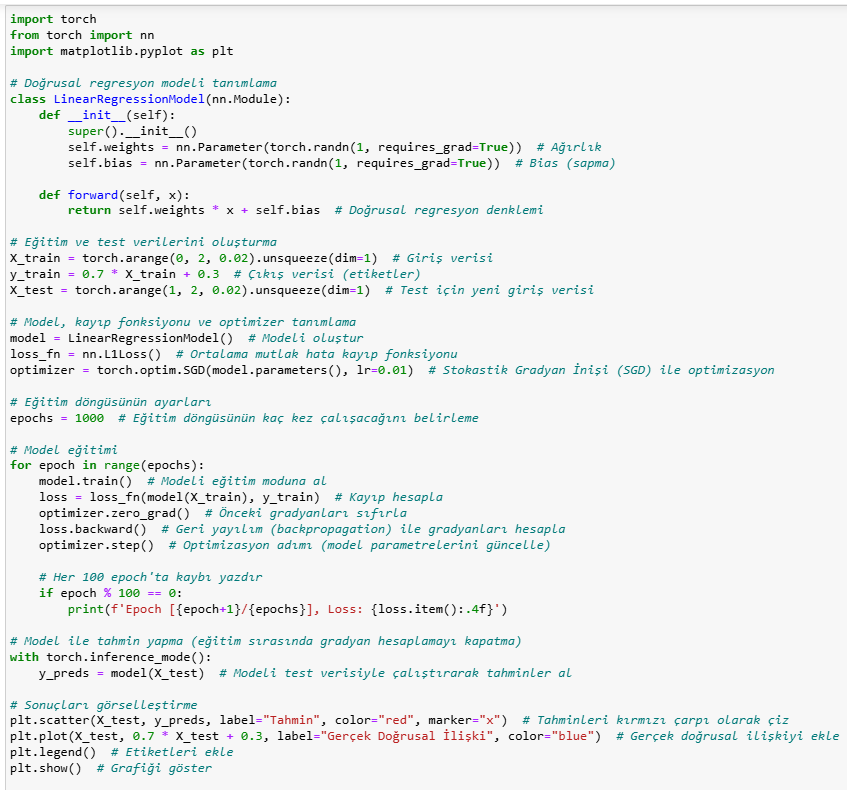 import torch
from torch import nn
import matplotlib.pyplot as plt
# Doğrusal regresyon modeli tanımlama
class LinearRegressionModel(nn.Module):
    def __init__(self):
        super().__init__()
        self.weights = nn.Parameter(torch.randn(1, requires_grad=True))  # Ağırlık
        self.bias = nn.Parameter(torch.randn(1, requires_grad=True))  # Bias (sapma)
    def forward(self, x):
        return self.weights * x + self.bias  # Doğrusal regresyon denklemi
# Eğitim ve test verilerini oluşturma
X_train = torch.arange(0, 2, 0.02).unsqueeze(dim=1)  # Giriş verisi
y_train = 0.7 * X_train + 0.3  # Çıkış verisi (etiketler)
X_test = torch.arange(1, 2, 0.02).unsqueeze(dim=1)  # Test için yeni giriş verisi
# Model, kayıp fonksiyonu ve optimizer tanımlama
model = LinearRegressionModel()  # Modeli oluştur
loss_fn = nn.L1Loss()  # Ortalama mutlak hata kayıp fonksiyonu
optimizer = torch.optim.SGD(model.parameters(), lr=0.01)  # Stokastik Gradyan İnişi (SGD) ile optimizasyon
# Eğitim döngüsünün ayarları
epochs = 1000  # Eğitim döngüsünün kaç kez çalışacağını belirleme
# Model eğitimi
for epoch in range(epochs):
    model.train()  # Modeli eğitim moduna al
    loss = loss_fn(model(X_train), y_train)  # Kayıp hesapla
    optimizer.zero_grad()  # Önceki gradyanları sıfırla
    loss.backward()  # Geri yayılım (backpropagation) ile gradyanları hesapla
    optimizer.step()  # Optimizasyon adımı (model parametrelerini güncelle)
    # Her 100 epoch'ta kaybı yazdır
    if epoch % 100 == 0:
        print(f'Epoch [{epoch+1}/{epochs}], Loss: {loss.item():.4f}')
# Model ile tahmin yapma (eğitim sırasında gradyan hesaplamayı kapatma)
with torch.inference_mode():
    y_preds = model(X_test)  # Modeli test verisiyle çalıştırarak tahminler al
# Sonuçları görselleştirme
plt.scatter(X_test, y_preds, label="Tahmin", color="red", marker="x")  # Tahminleri kırmızı çarpı olarak çiz
plt.plot(X_test, 0.7 * X_test + 0.3, label="Gerçek Doğrusal İlişki", color="blue")  # Gerçek doğrusal ilişkiyi ekle
plt.legend()  # Etiketleri ekle
plt.show()  # Grafiği göster